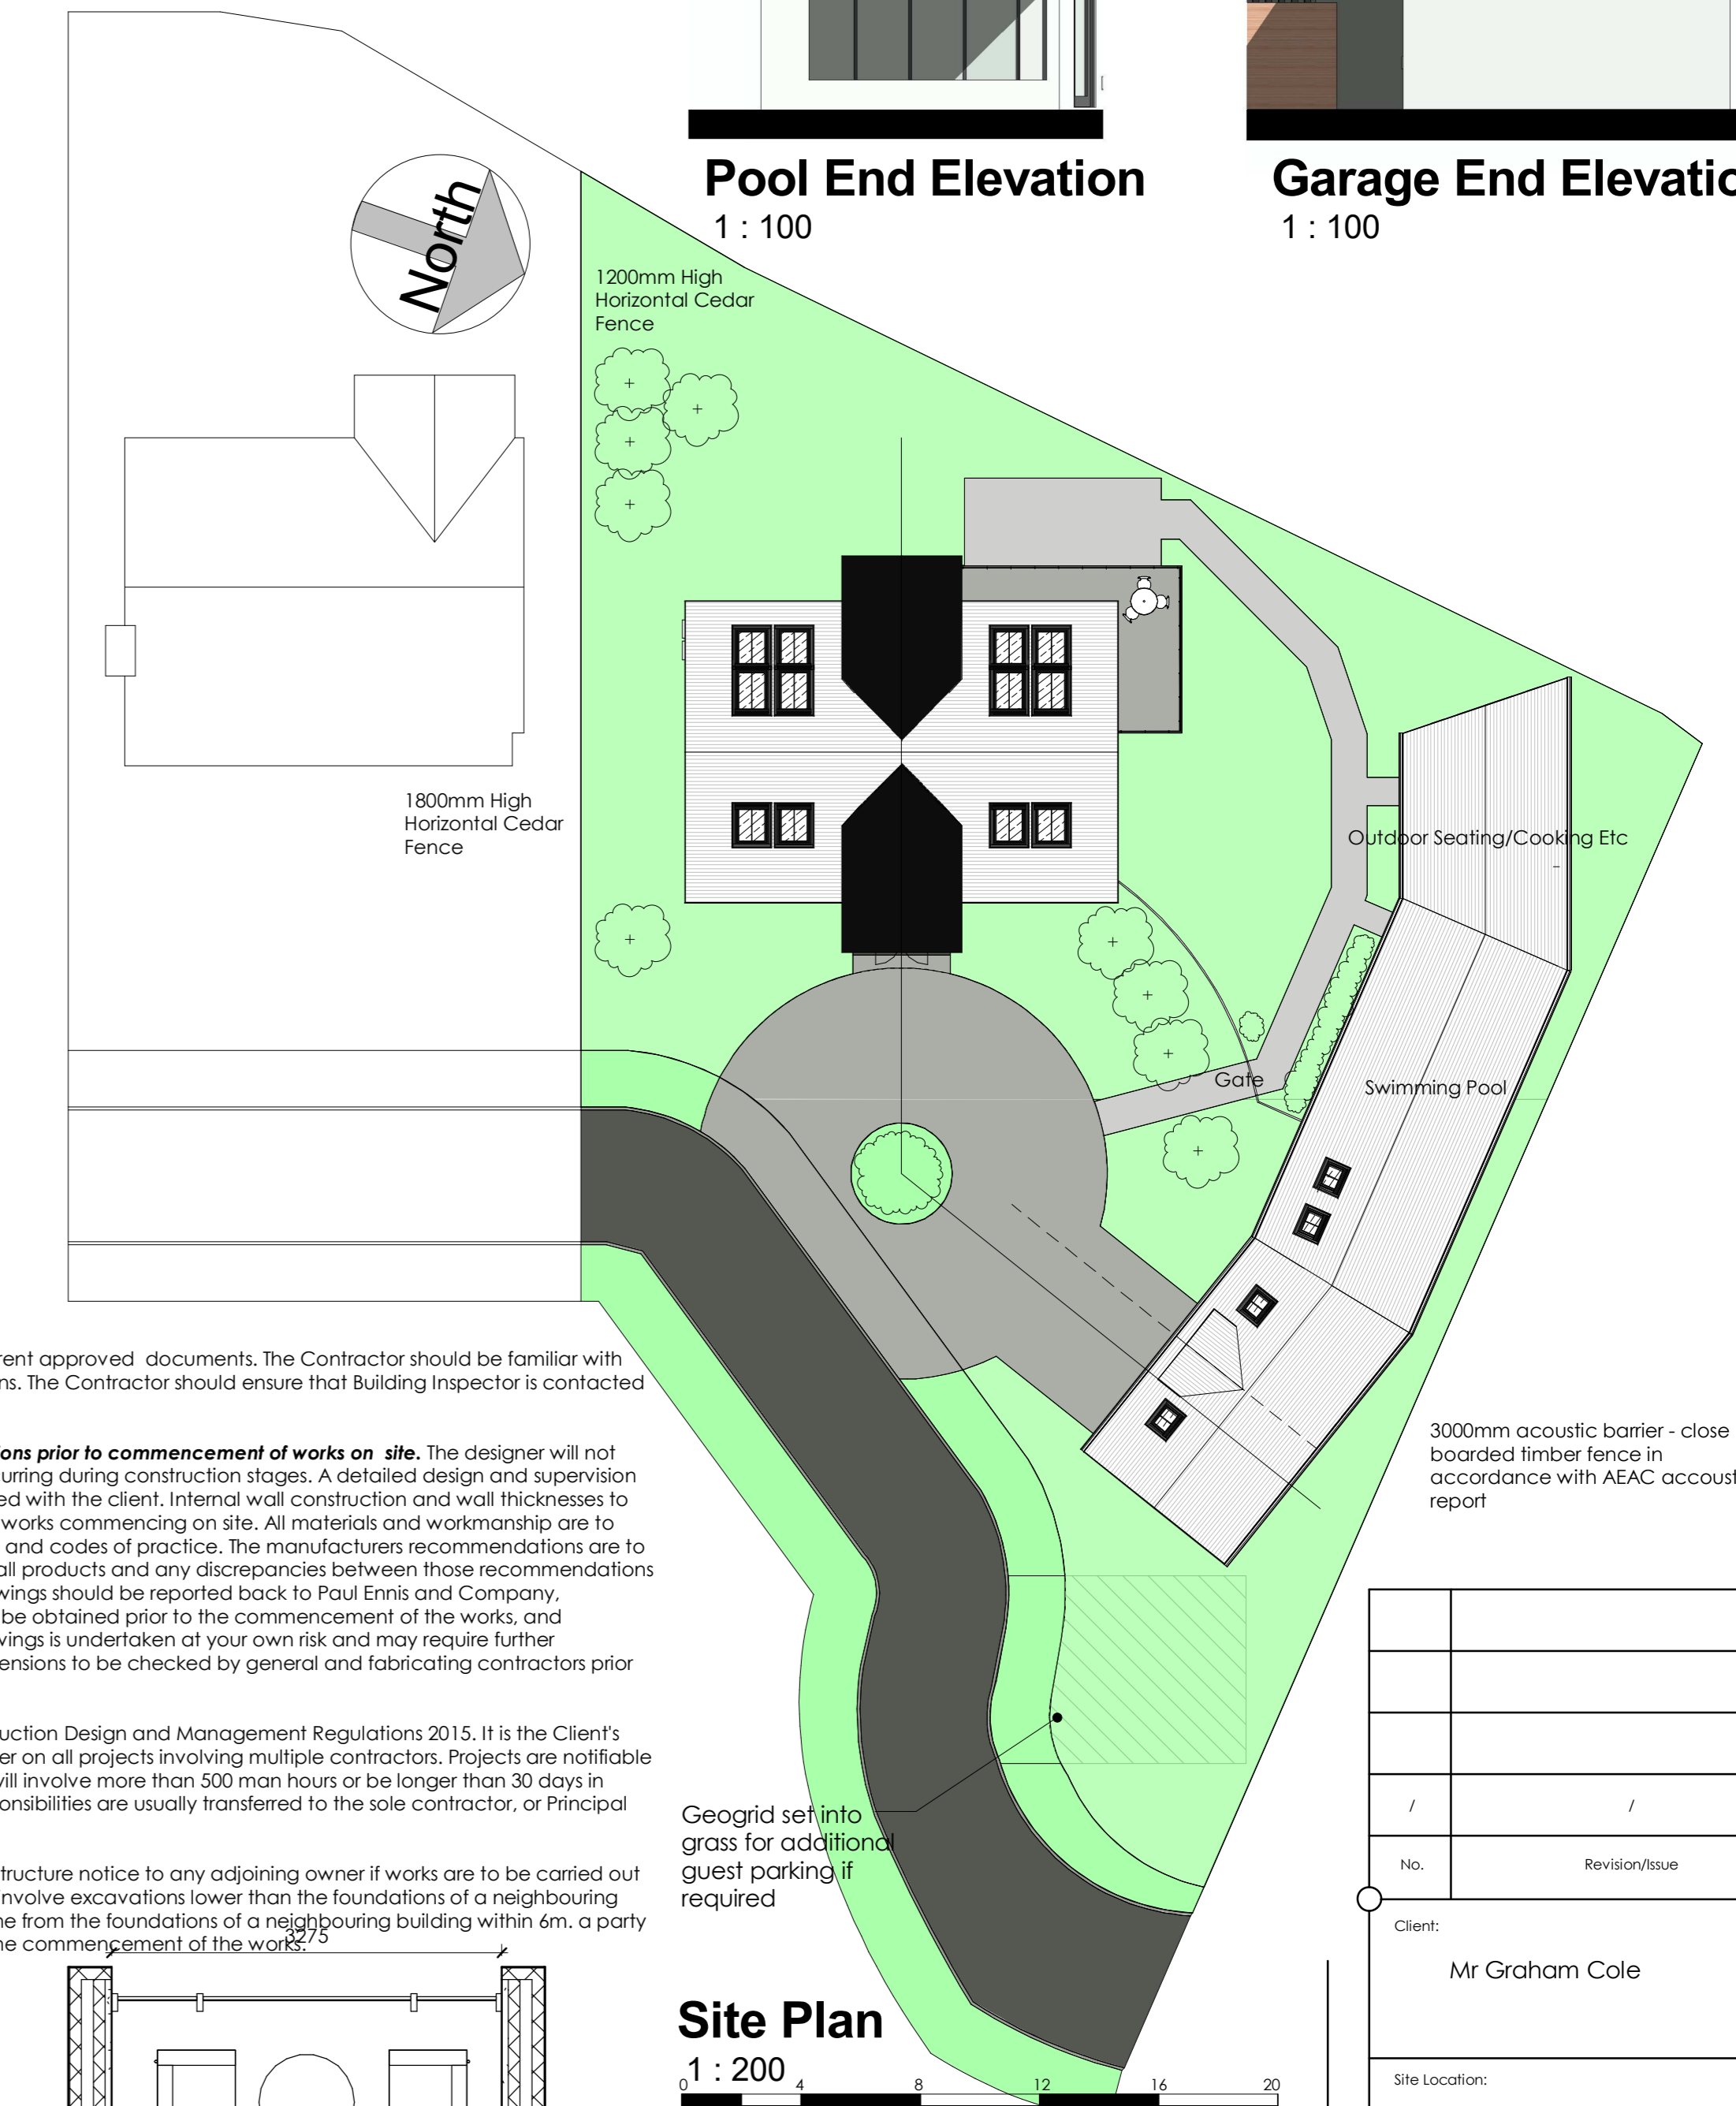 Pool End Elevation
1 : 100
Garage End Elevatio
1 : 100
North
1200mm High
Horizontal Cedar
Fence
1800mm High
Horizontal Cedar
Fence
Outdoor Seating/Cooking Etc
Gate
Swimming Pool
rent approved documents. The Contractor should be familiar with
ns. The Contractor should ensure that Building Inspector is contacted
ions prior to commencement of works on site. The designer will not
urring during construction stages. A detailed design and supervision
ed with the client. Internal wall construction and wall thicknesses to
works commencing on site. All materials and workmanship are to
and codes of practice. The manufacturers recommendations are to
all products and any discrepancies between those recommendations
wings should be reported back to Paul Ennis and Company,
be obtained prior to the commencement of the works, and
wings is undertaken at your own risk and may require further
ensions to be checked by general and fabricating contractors prior
uction Design and Management Regulations 2015. It is the Client's
er on all projects involving multiple contractors. Projects are notifiable
vill involve more than 500 man hours or be longer than 30 days in
onsibilities are usually transferred to the sole contractor, or Principal
tructure notice to any adjoining owner if works are to be carried out
involve excavations lower than the foundations of a neighbouring
ne from the foundations of a neighbouring building within 6m. a party
he commencement of the works.
3275
3000mm acoustic barrier - close
boarded timber fence in
accordance with AEAC accoust
report
Geogrid set into
grass for additional
guest parking if
required
Site Plan
1 : 200
0 4 8 12 16 20
/ /
No. Revision/Issue
Client:
Mr Graham Cole
Site Location: